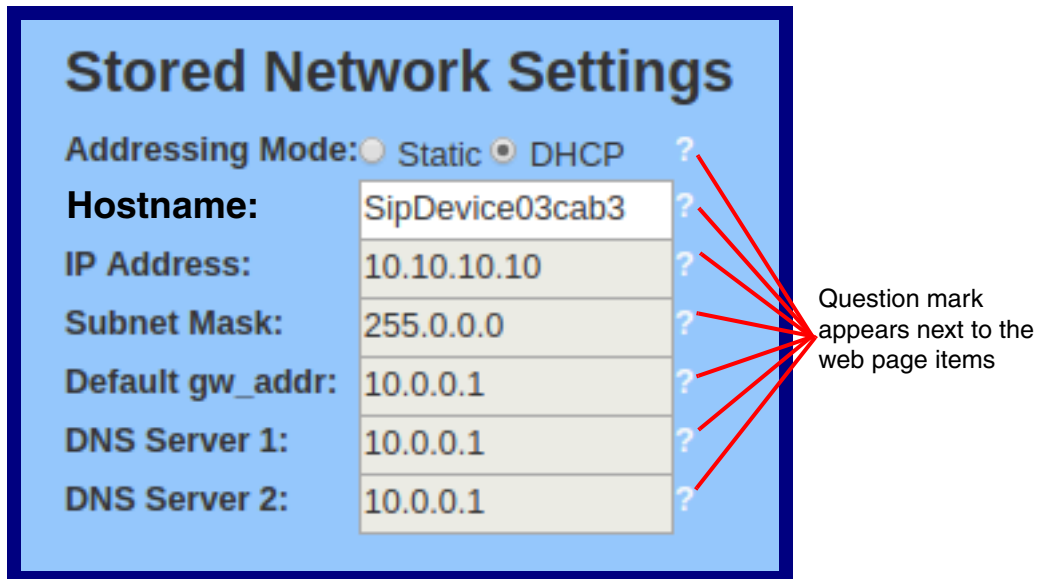 Stored Network Settings
Addressing Mode: Static DHCP ?
Hostname: SipDevice03cab3 ?
IP Address: 10.10.10.10 ?
Subnet Mask: 255.0.0.0 ?
Default gw_addr: 10.0.0.1 ?
DNS Server 1: 10.0.0.1 ?
DNS Server 2: 10.0.0.1 ?
Question mark
appears next to the
web page items